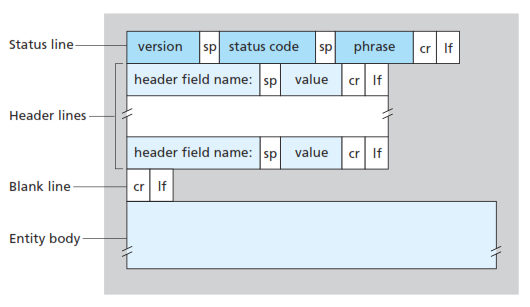 Status line version sp status code sp phrase cr lf
header field name: sp value cr lf
Header lines
header field name: sp value cr lf
Blank line cr lf
Entity body